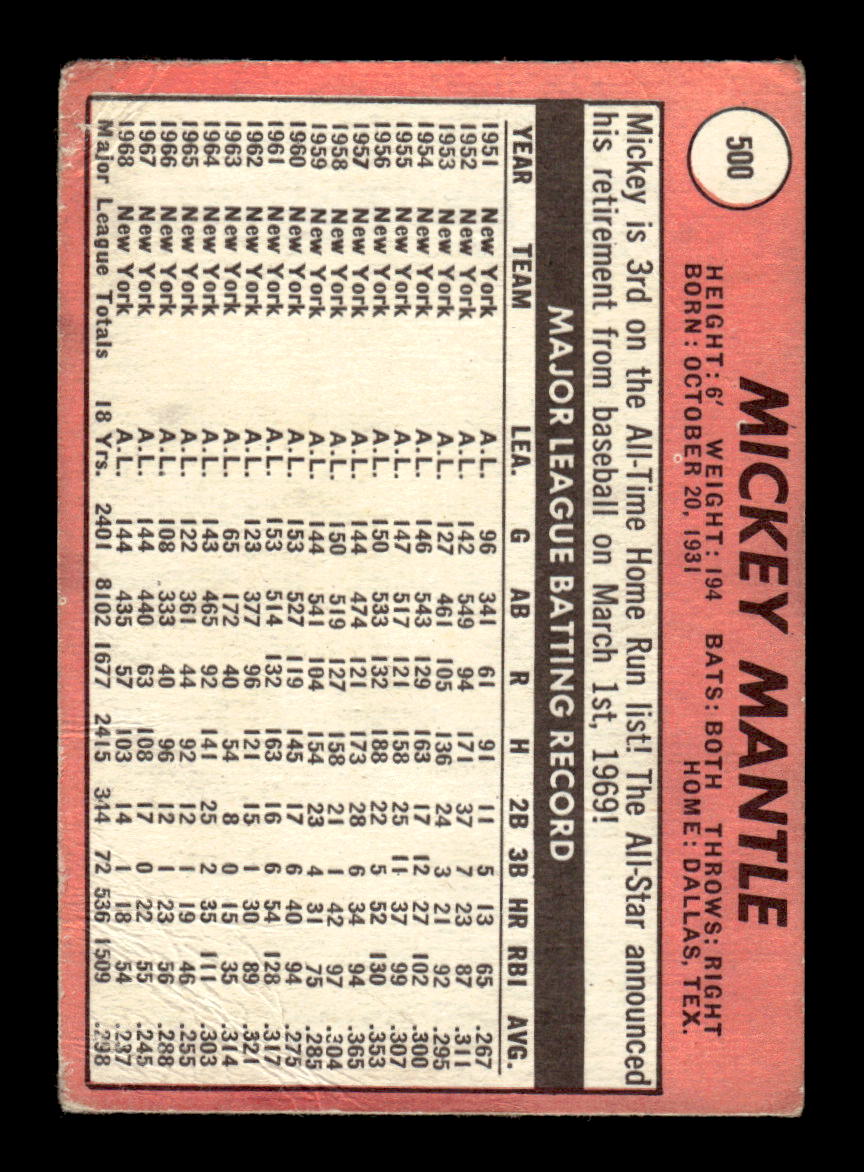 500
MICKEY MANTLE
HEIGHT: 6' WEIGHT: 194 BATS: BOTH THROWS: RIGHT
BORN: OCTOBER 20, 1931 HOME: DALLAS, TEX.
Mickey is 3rd on the All-Time Home Run list! The All-Star announced
his retirement from baseball on March 1st, 1969!
MAJOR LEAGUE BATTING RECORD
YEAR TEAM LEA. G AB R H 2B 3B HR RBI AVG.
1951 New York A.L. 96 341 61 91 11 5 13 65 .267
1952 New York A.L. 142 549 94 171 37 7 23 87 .311
1953 New York A.L. 127 461 105 136 24 3 21 92 .295
1954 New York A.L. 146 543 129 163 17 12 27 102 .300
1955 New York A.L. 147 517 121 158 25 11 37 99 .307
1956 New York A.L. 150 533 132 188 22 5 52 130 .353
1957 New York A.L. 144 474 121 173 28 6 34 94 .365
1958 New York A.L. 150 519 127 158 21 1 42 97 .304
1959 New York A.L. 144 541 104 154 23 4 31 75 .285
1960 New York A.L. 153 527 119 145 17 6 40 94 .275
1961 New York A.L. 153 514 132 163 16 6 54 128 .317
1962 New York A.L. 123 377 96 121 15 1 30 89 .321
1963 New York A.L. 65 172 40 54 8 0 15 35 .314
1964 New York A.L. 143 465 92 141 25 2 35 111 .303
1965 New York A.L. 122 361 44 92 12 1 19 46 .255
1966 New York A.L. 108 333 40 96 12 1 23 56 .288
1967 New York A.L. 144 440 63 108 17 0 22 55 .245
1968 New York A.L. 144 435 57 103 14 1 18 54 .237
Major League Totals 18 Yrs. 2401 8102 1677 2415 344 72 536 1509 .298